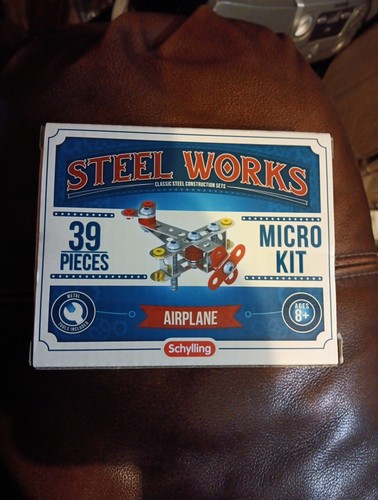 STEEL WORKS
CLASSIC STEEL CONSTRUCTION SETS
39
PIECES
MICRO
KIT
METAL
TOOLS INCLUDED
AIRPLANE
AGES
8+
Schylling